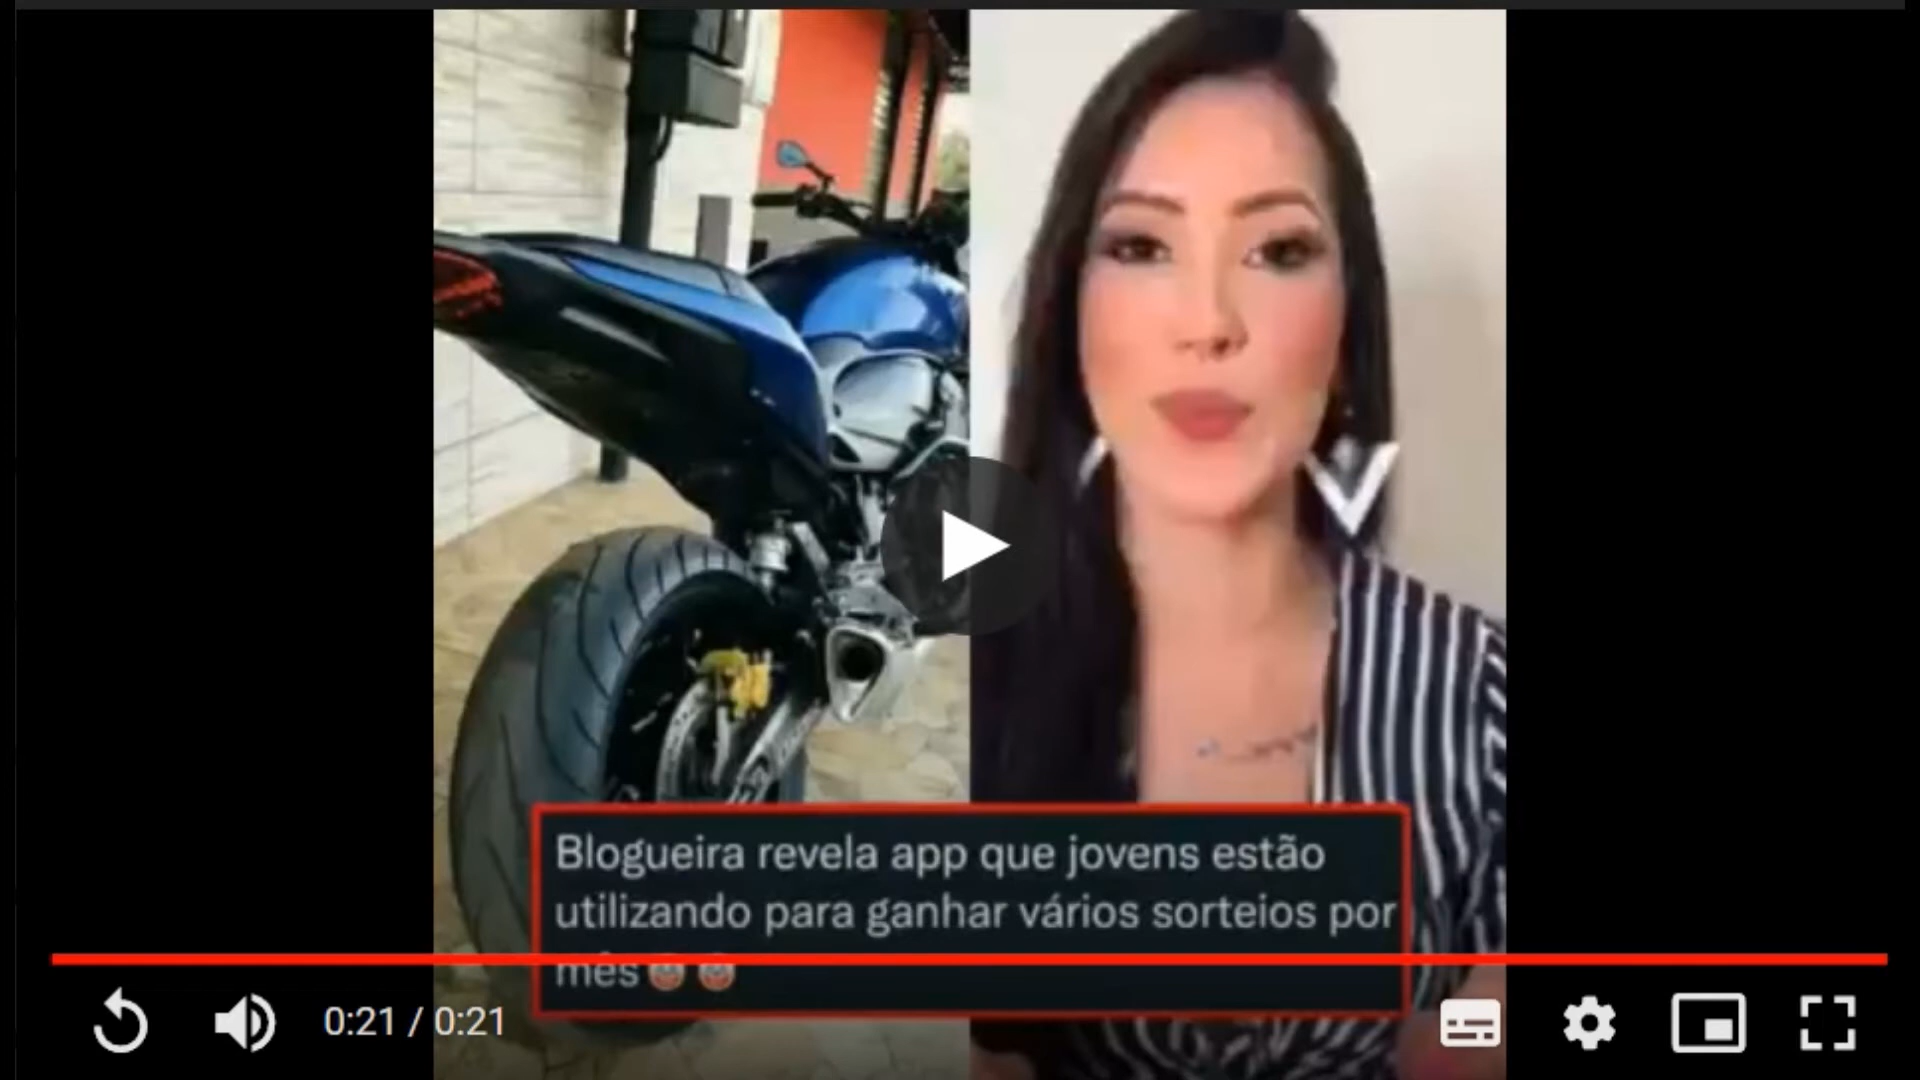 Blogueira revela app que jovens estão
utilizando para ganhar vários sorteios por
mês
0:21 / 0:21